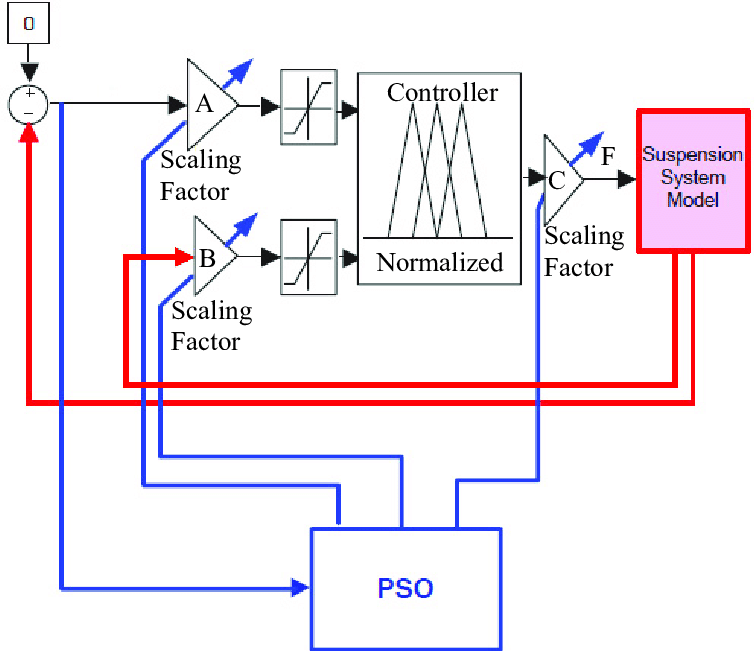 0
+
−
A
Scaling
Factor
Controller
Normalized
B
Scaling
Factor
C
F
Scaling
Factor
Suspension
System
Model
PSO